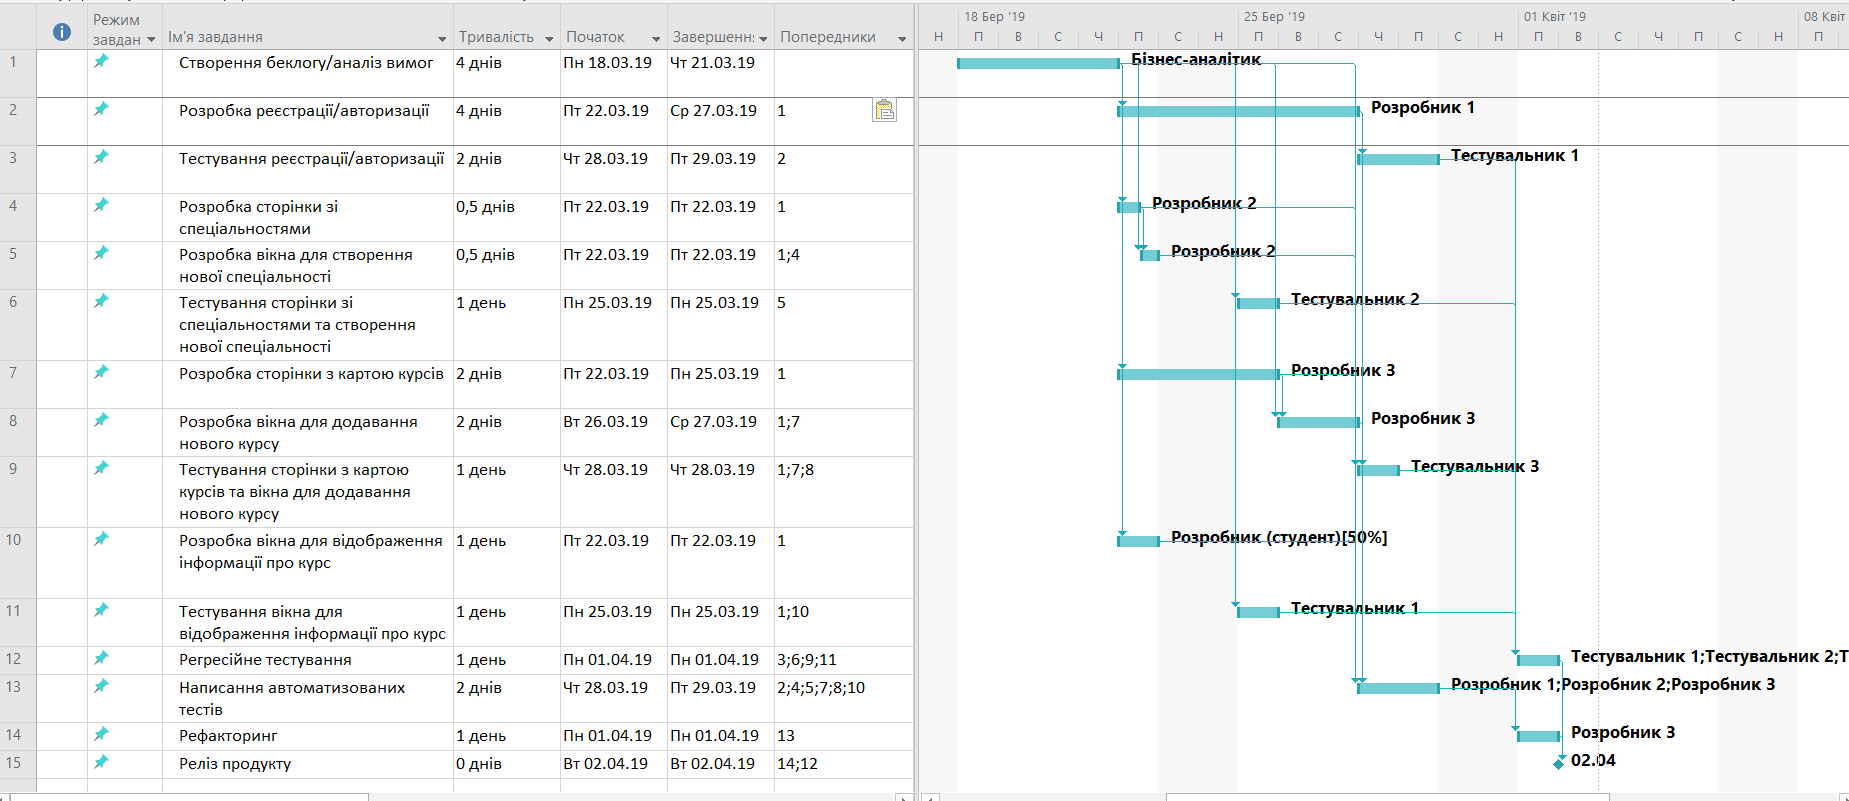 18 Бер '19 25 Бер '19 01 Квіт '19 08 Квіт
Режим
завдан Ім'я завдання Тривалість Початок Завершенн: Попередники
Н П В С Ч П С Н П В С Ч П С Н П В С Ч П С Н П
1 Створення беклогу/аналіз вимог 4 днів Пн 18.03.19 Чт 21.03.19 Бізнес-аналітик
2 Розробка реєстрації/авторизації 4 днів Пт 22.03.19 Ср 27.03.19 1 Розробник 1
3 Тестування реєстрації/авторизації 2 днів Чт 28.03.19 Пт 29.03.19 2 Тестувальник 1
4 Розробка сторінки зі 0,5 днів Пт 22.03.19 Пт 22.03.19 1 Розробник 2
спеціальностями
5 Розробка вікна для створення 0,5 днів Пт 22.03.19 Пт 22.03.19 1;4 Розробник 2
нової спеціальності
6 Тестування сторінки зі 1 день Пн 25.03.19 Пн 25.03.19 5 Тестувальник 2
спеціальностями та створення
нової спеціальності
7 Розробка сторінки з картою курсів 2 днів Пт 22.03.19 Пн 25.03.19 1 Розробник 3
8 Розробка вікна для додавання 2 днів Вт 26.03.19 Ср 27.03.19 1;7 Розробник 3
нового курсу
9 Тестування сторінки з картою 1 день Чт 28.03.19 Чт 28.03.19 1;7;8 Тестувальник 3
курсів та вікна для додавання
нового курсу
10 Розробка вікна для відображення 1 день Пт 22.03.19 Пт 22.03.19 1 Розробник (студент)[50%]
інформації про курс
11 Тестування вікна для 1 день Пн 25.03.19 Пн 25.03.19 1;10 Тестувальник 1
відображення інформації про курс
12 Регресійне тестування 1 день Пн 01.04.19 Пн 01.04.19 3;6;9;11 Тестувальник 1;Тестувальник 2;Т
13 Написання автоматизованих 2 днів Чт 28.03.19 Пт 29.03.19 2;4;5;7;8;10 Розробник 1;Розробник 2;Розробник 3
тестів
14 Рефакторинг 1 день Пн 01.04.19 Пн 01.04.19 13 Розробник 3
15 Реліз продукту 0 днів Вт 02.04.19 Вт 02.04.19 14;12 02.04